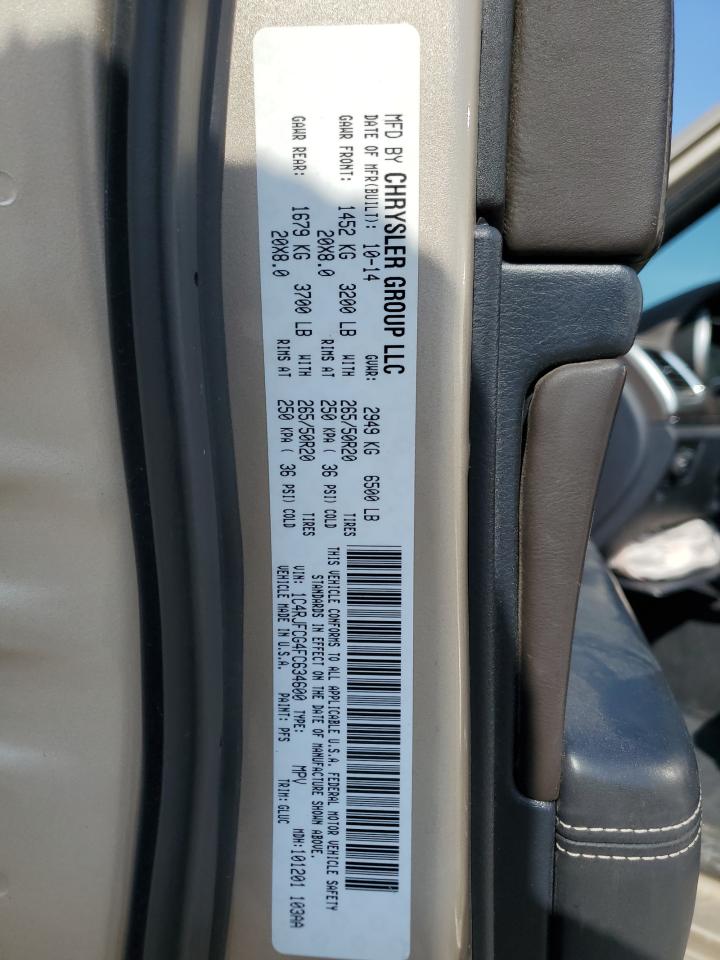 MFD BY CHRYSLER GROUP LLC
DATE OF MFR(BUILT): 10-14 GVWR: 2949 KG 6500 LB
GAWR FRONT: 1452 KG 3200 LB WITH 265/50R20 TIRES
20X8.0 RIMS AT 250 KPA ( 36 PSI) COLD
GAWR REAR: 1679 KG 3700 LB WITH 265/50R20 TIRES
20X8.0 RIMS AT 250 KPA ( 36 PSI) COLD
THIS VEHICLE CONFORMS TO ALL APPLICABLE U.S.A. FEDERAL MOTOR VEHICLE SAFETY
STANDARDS IN EFFECT ON THE DATE OF MANUFACTURE SHOWN ABOVE.
VIN: 1C4RJFCG4FC634600 TYPE: MPV MDH:101201 103AA
VEHICLE MADE IN U.S.A. PAINT: PFS TRIM:GLUC